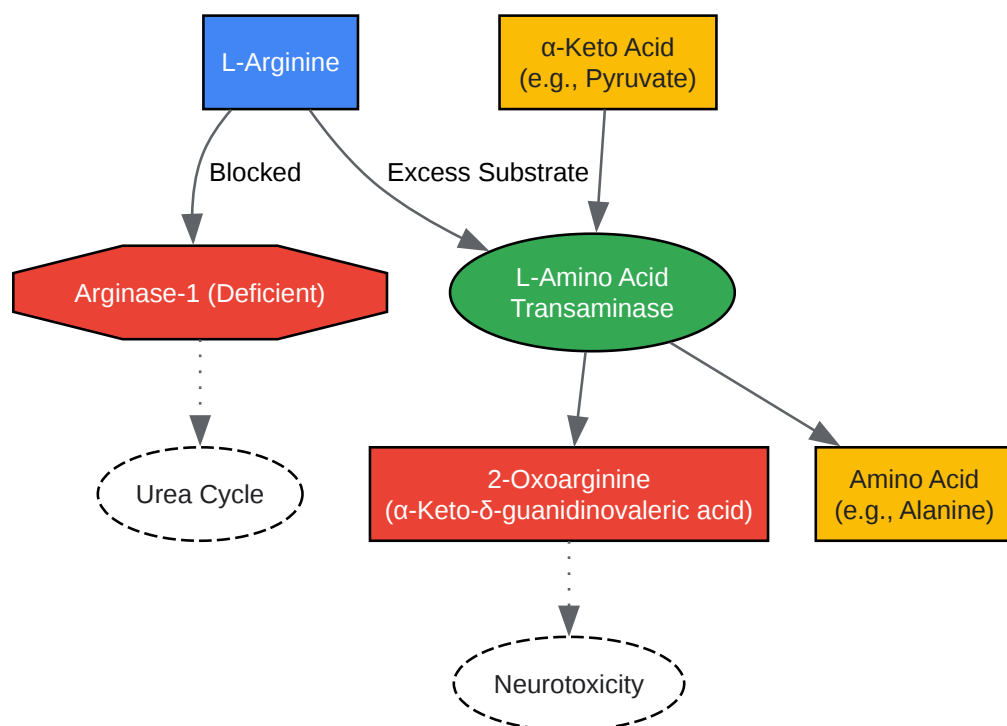 L-Arginine
α-Keto Acid
(e.g., Pyruvate)
Blocked
Excess Substrate
Arginase-1 (Deficient)
L-Amino Acid
Transaminase
Urea Cycle
2-Oxoarginine
(α-Keto-δ-guanidinovaleric acid)
Amino Acid
(e.g., Alanine)
Neurotoxicity